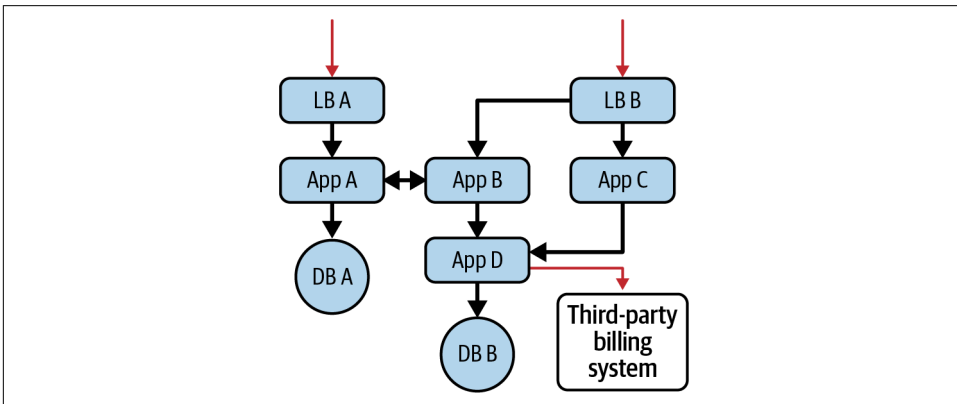 LB A
LB B
App A
App B
App C
DB A
App D
DB B
Third-party
billing
system